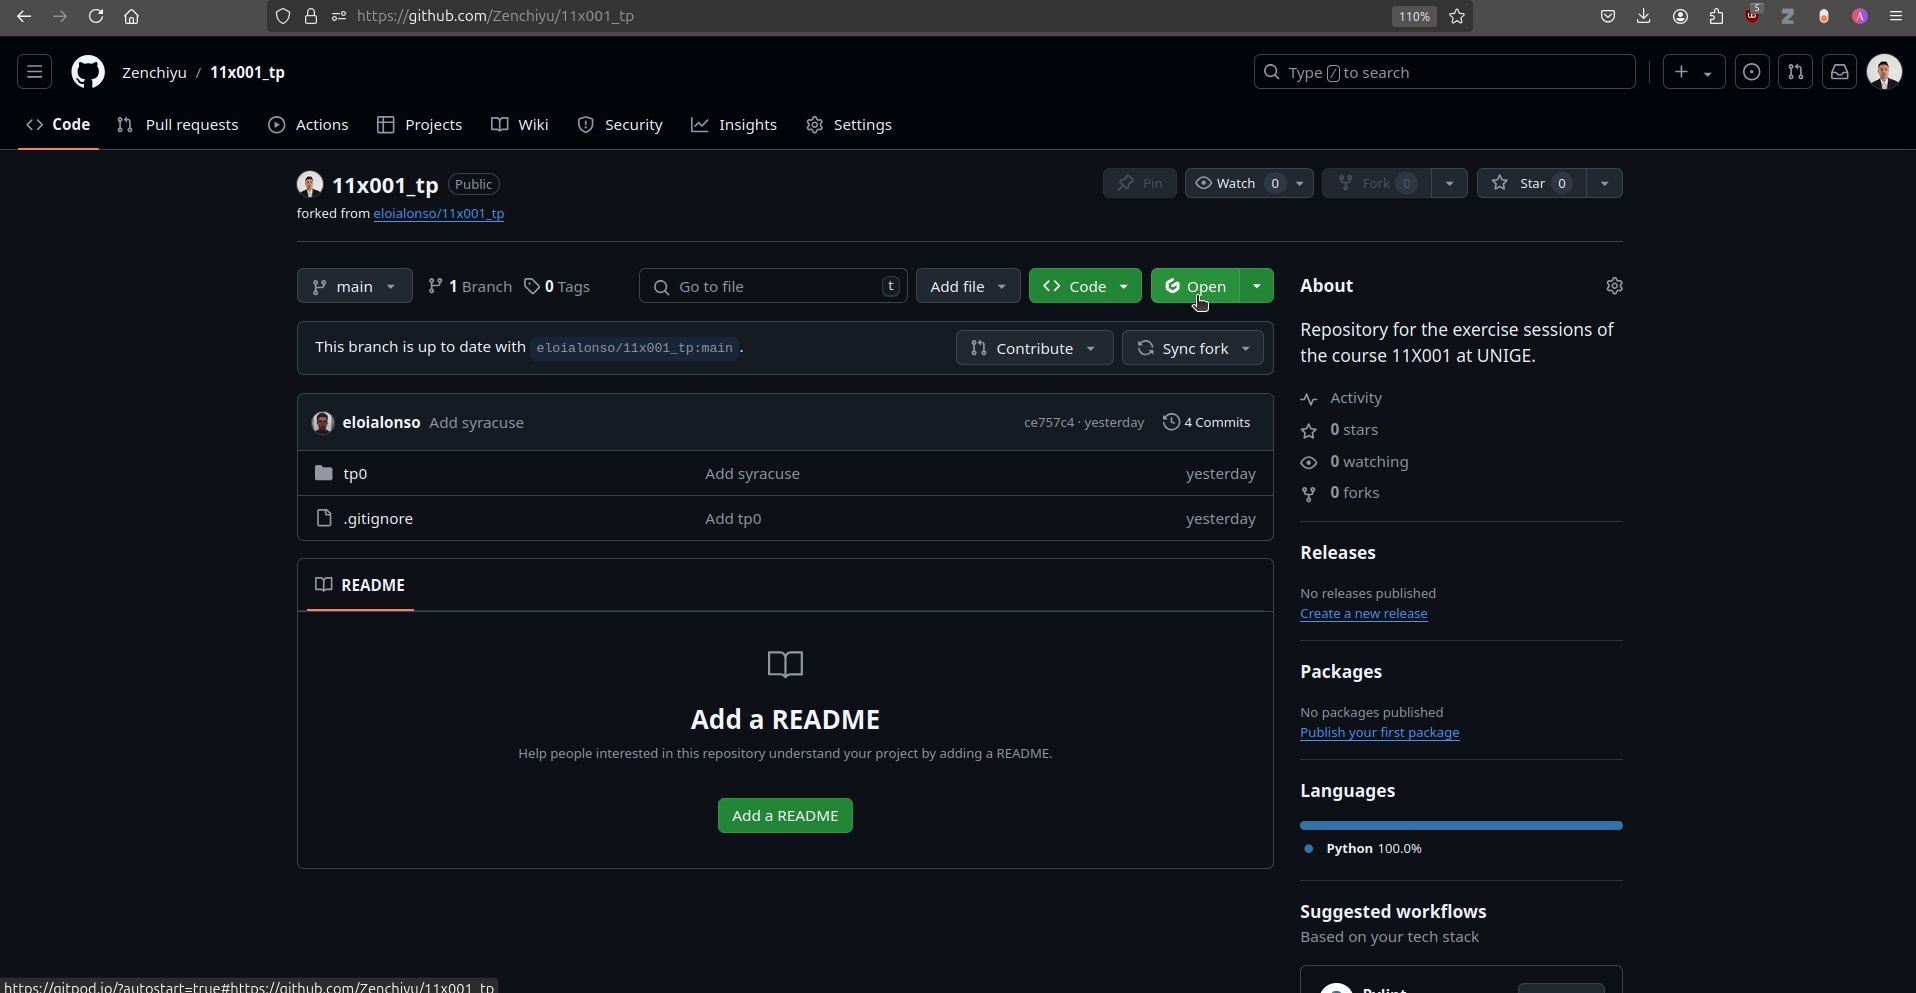 https://github.com/Zenchiyu/11x001_tp
110%
5
Z
A
Zenchiyu / 11x001_tp
Type / to search
Code
Pull requests
Actions
Projects
Wiki
Security
Insights
Settings
11x001_tp Public
Pin
Watch 0
Fork 0
Star 0
forked from eloialonso/11x001_tp
main
1 Branch
0 Tags
Go to file t
Add file
Code
Open
This branch is up to date with eloialonso/11x001_tp:main .
Contribute
Sync fork
eloialonso Add syracuse ce757c4 · yesterday 4 Commits
tp0 Add syracuse yesterday
.gitignore Add tp0 yesterday
README
Add a README
Help people interested in this repository understand your project by adding a README.
Add a README
About
Repository for the exercise sessions of
the course 11X001 at UNIGE.
Activity
0 stars
0 watching
0 forks
Releases
No releases published
Create a new release
Packages
No packages published
Publish your first package
Languages
Python 100.0%
Suggested workflows
Based on your tech stack
Pylint
https://gitpod.io/?autostart=true#https://github.com/Zenchiyu/11x001_tp